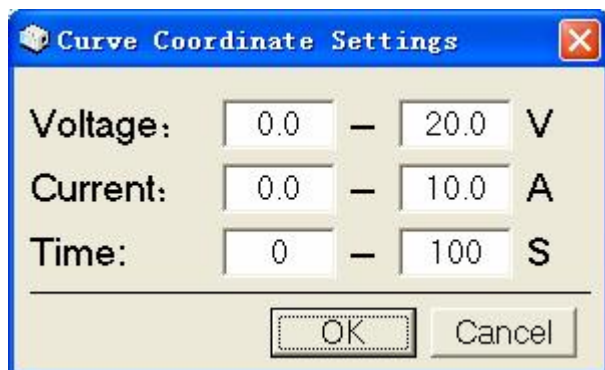 Curve Coordinate Settings
Voltage: 0.0 – 20.0 V
Current: 0.0 – 10.0 A
Time: 0 – 100 S
OK Cancel